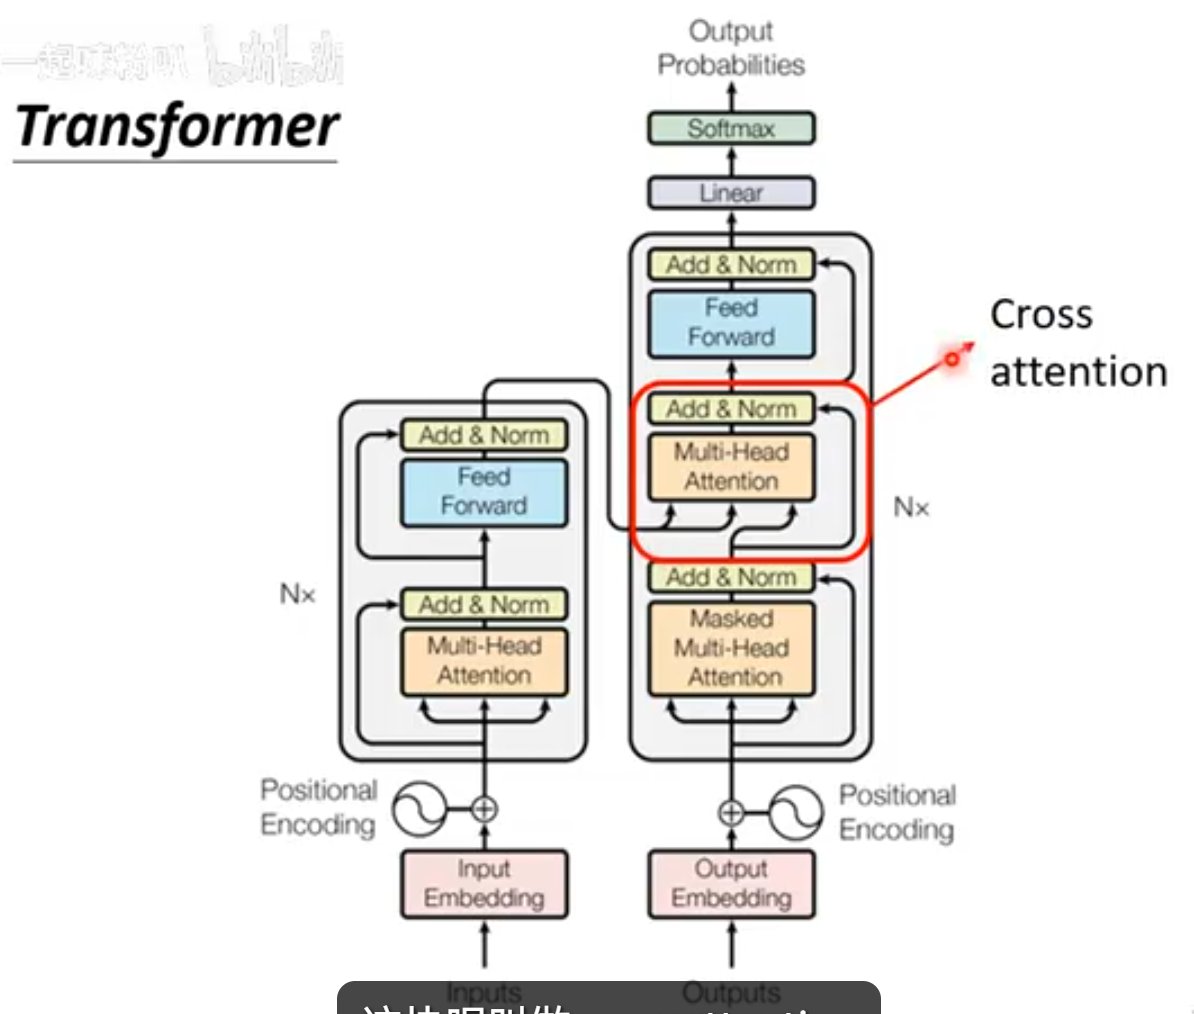 Transformer
Output
Probabilities
Softmax
Linear
Add & Norm
Feed
Forward
Add & Norm
Multi-Head
Attention
Cross
attention
N×
Add & Norm
Masked
Multi-Head
Attention
Add & Norm
Feed
Forward
N×
Add & Norm
Multi-Head
Attention
Positional
Encoding
Positional
Encoding
Input
Embedding
Output
Embedding
Inputs
Outputs